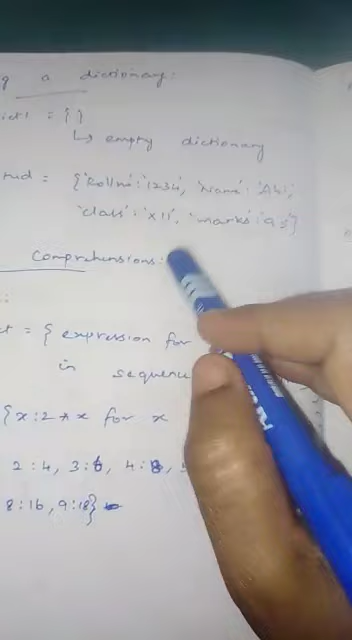 a dictionary:
= { }
↳ empty dictionary
= {'Rollno': 1234, 'Name': 'Abi',
'class': 'XII', 'marks': 95}
Comprehensions:
= { expression for
in sequence
{x:2*x for x
2:4, 3:6, 4:8,
8:16, 9:18}